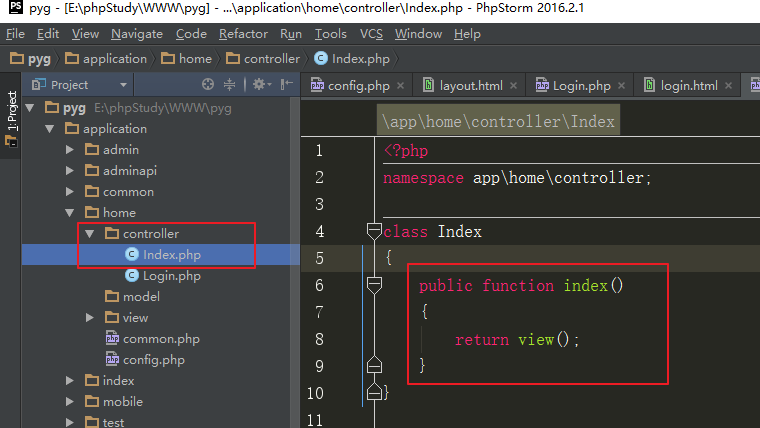 pyg - [E:\phpStudy\WWW\pyg] - ...\application\home\controller\Index.php - PhpStorm 2016.2.1
File Edit View Navigate Code Refactor Run Tools VCS Window Help
pyg application home controller Index.php
Project
config.php layout.html Login.php login.html
1: Project
pyg E:\phpStudy\WWW\pyg
application
admin
adminapi
common
home
controller
Index.php
Login.php
model
view
common.php
config.php
index
mobile
test
\app\home\controller\Index
1 <?php
2 namespace app\home\controller;
3
4 class Index
5 {
6 public function index()
7 {
8 return view();
9 }
10 }
11